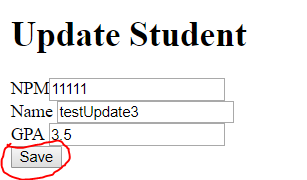 Update Student
NPM 11111
Name testUpdate3
GPA 3.5
Save